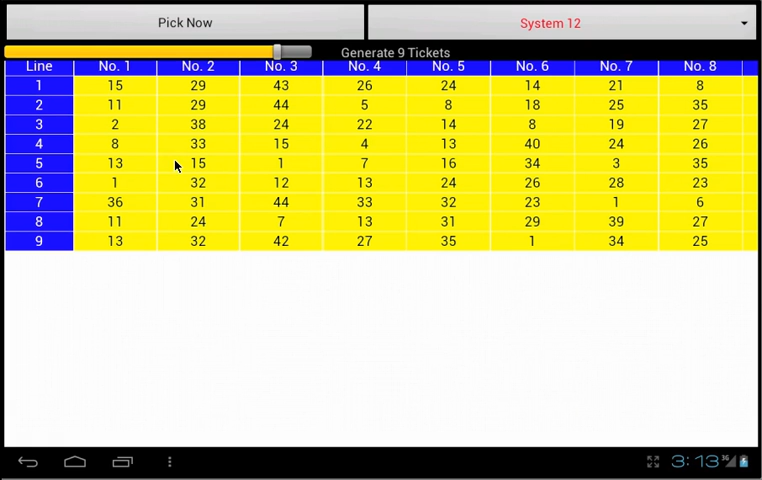 Pick Now System 12
Generate 9 Tickets
Line No. 1 No. 2 No. 3 No. 4 No. 5 No. 6 No. 7 No. 8
1 15 29 43 26 24 14 21 8
2 11 29 44 5 8 18 25 35
3 2 38 24 22 14 8 19 27
4 8 33 15 4 13 40 24 26
5 13 15 1 7 16 34 3 35
6 1 32 12 13 24 26 28 23
7 36 31 44 33 32 23 1 6
8 11 24 7 13 31 29 39 27
9 13 32 42 27 35 1 34 25
3:13 3G